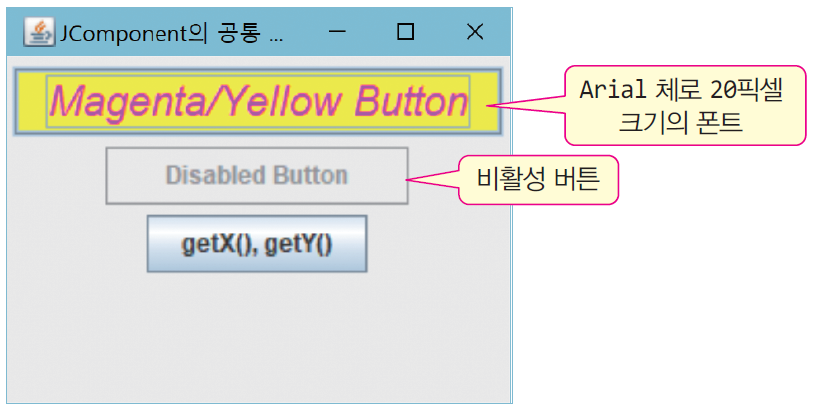 JComponent의 공통 ...
Magenta/Yellow Button
Arial 체로 20픽셀
크기의 폰트
Disabled Button
비활성 버튼
getX(), getY()